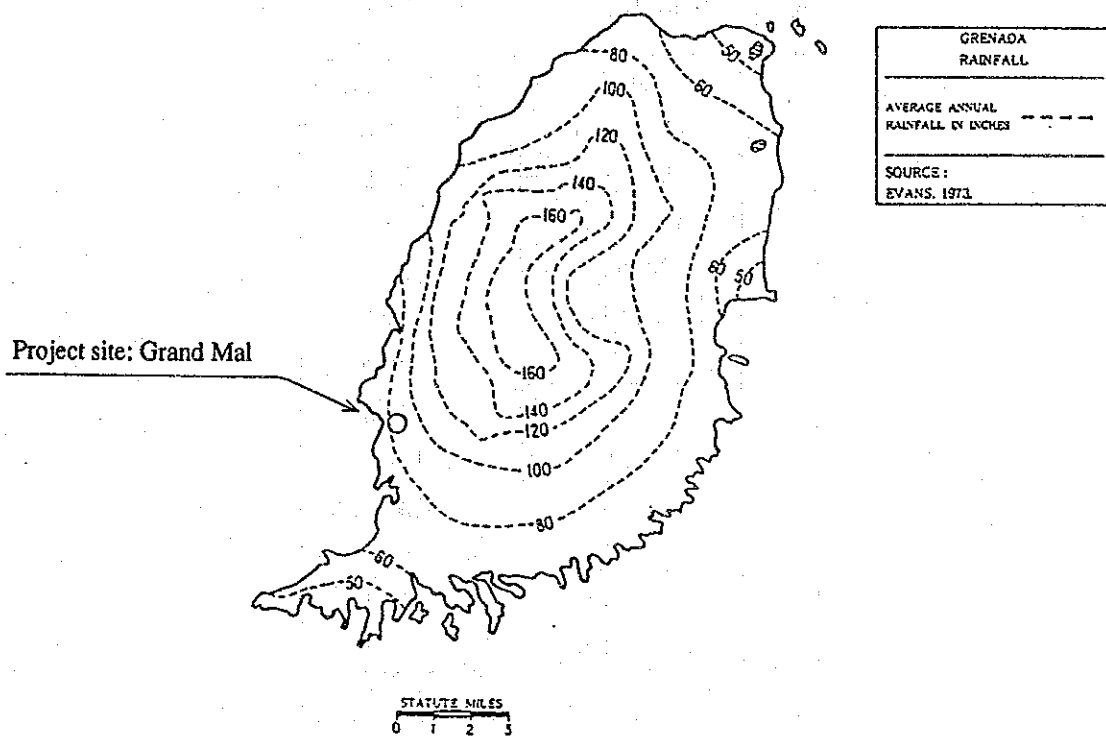 GRENADA
RAINFALL
AVERAGE ANNUAL
RAINFALL IN INCHES
SOURCE :
EVANS. 1973.
80
50
60
100
120
140
160
60
50
Project site: Grand Mal
160
140
120
100
80
60
50
STATUTE MILES
0 1 2 3